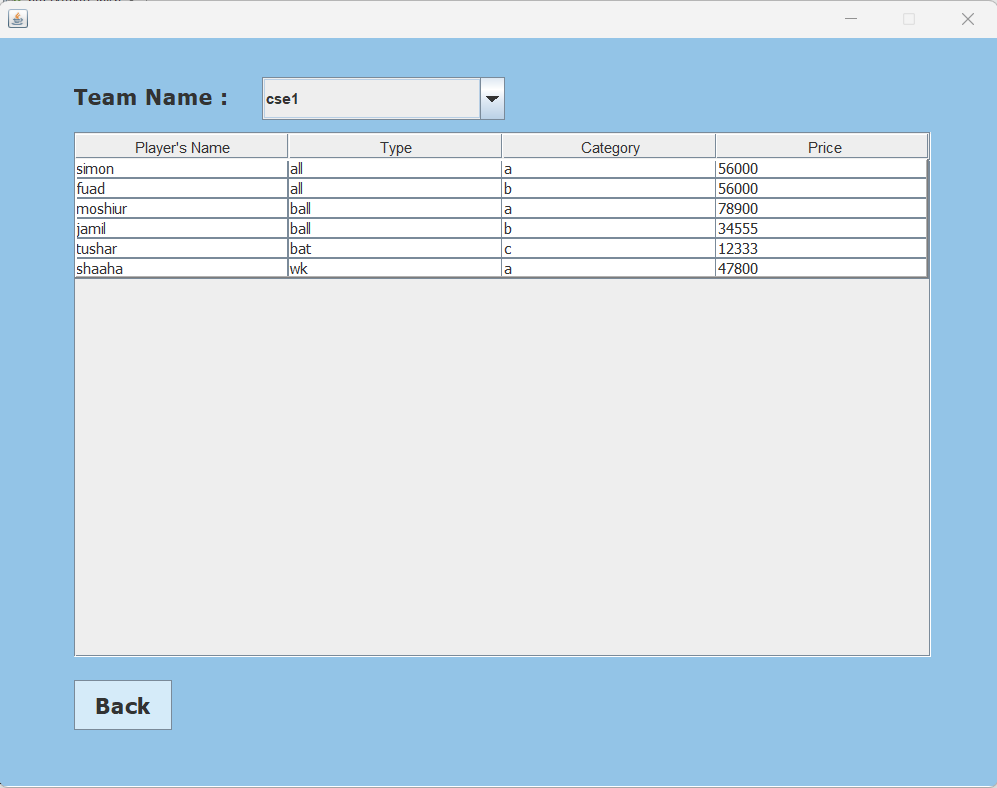 Team Name : cse1
Player's Name Type Category Price
simon all a 56000
fuad all b 56000
moshiur ball a 78900
jamil ball b 34555
tushar bat c 12333
shaaha wk a 47800
Back